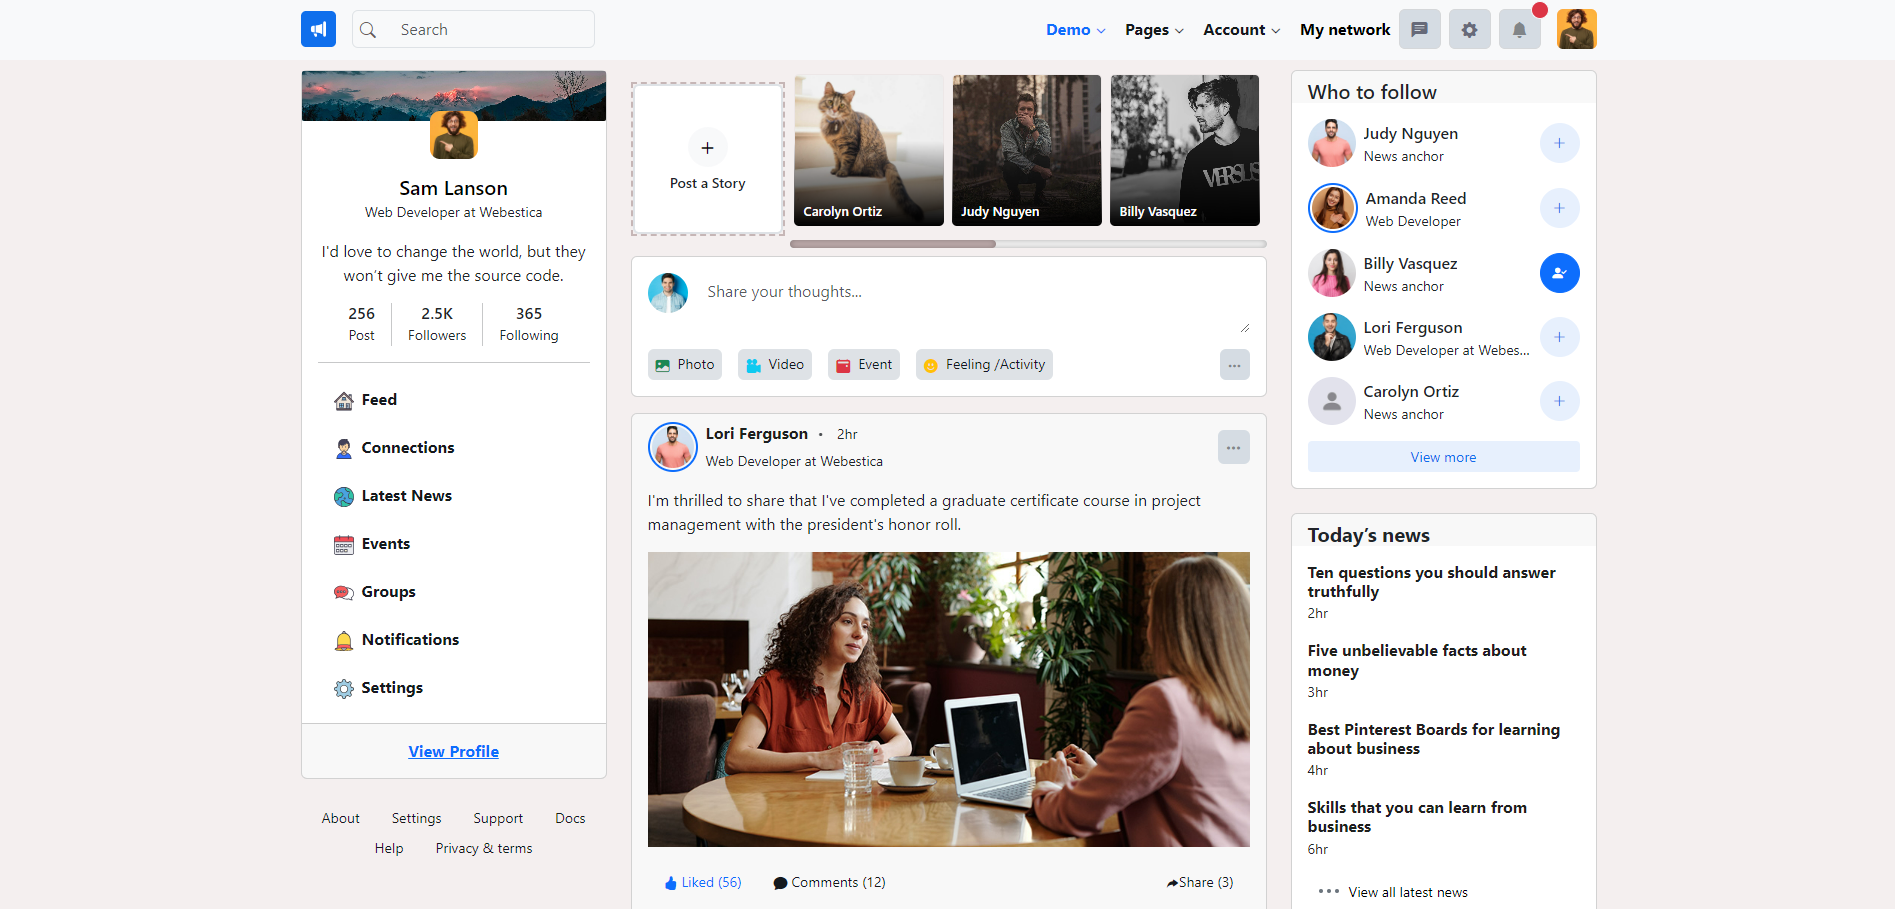 Search
Demo
Pages
Account
My network
Sam Lanson
Web Developer at Webestica
I'd love to change the world, but they
won't give me the source code.
256
Post
2.5K
Followers
365
Following
Feed
Connections
Latest News
Events
Groups
Notifications
Settings
View Profile
About
Settings
Support
Docs
Help
Privacy & terms
Post a Story
Carolyn Ortiz
Judy Nguyen
VERSUS
Billy Vasquez
Share your thoughts...
Photo
Video
Event
Feeling /Activity
Lori Ferguson • 2hr
Web Developer at Webestica
I'm thrilled to share that I've completed a graduate certificate course in project
management with the president's honor roll.
Liked (56)
Comments (12)
Share (3)
Who to follow
Judy Nguyen
News anchor
Amanda Reed
Web Developer
Billy Vasquez
News anchor
Lori Ferguson
Web Developer at Webes...
Carolyn Ortiz
News anchor
View more
Today’s news
Ten questions you should answer
truthfully
2hr
Five unbelievable facts about
money
3hr
Best Pinterest Boards for learning
about business
4hr
Skills that you can learn from
business
6hr
View all latest news